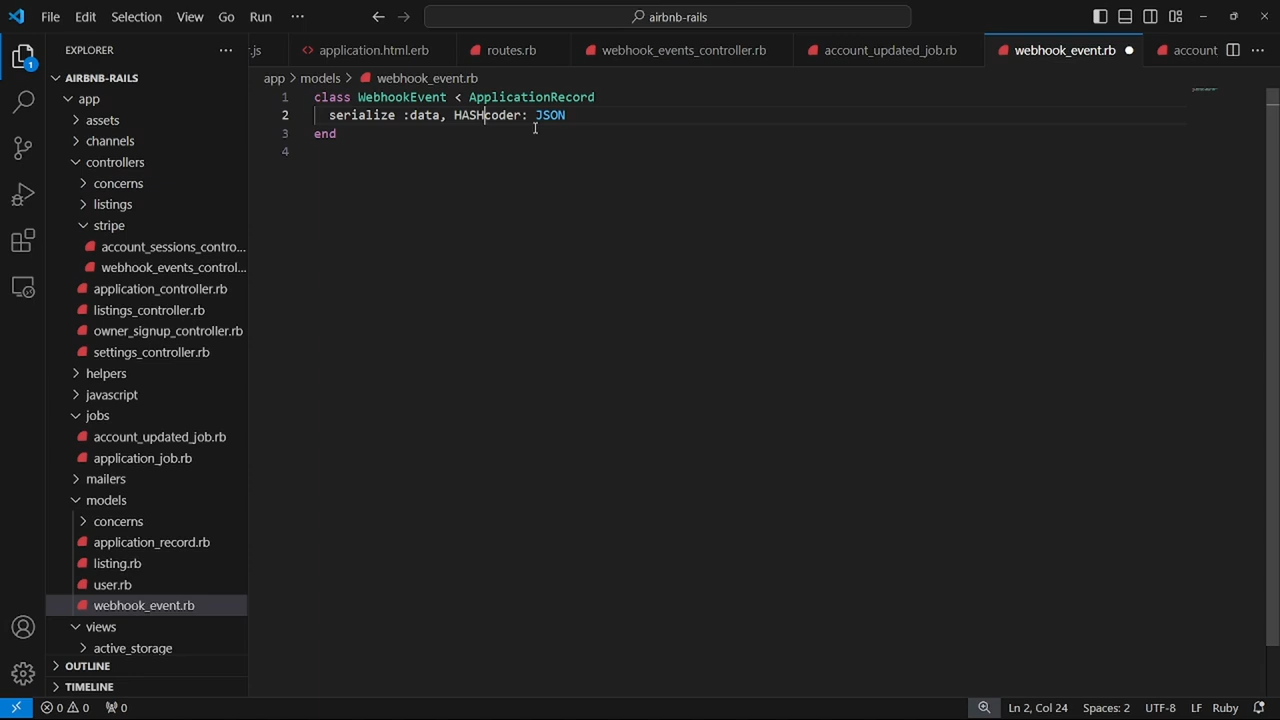 File Edit Selection View Go Run ··· airbnb-rails
EXPLORER ···
.js application.html.erb routes.rb webhook_events_controller.rb account_updated_job.rb webhook_event.rb account ···
AIRBNB-RAILS
app > models > webhook_event.rb
app
assets
channels
controllers
concerns
listings
stripe
account_sessions_contro...
webhook_events_control...
application_controller.rb
listings_controller.rb
owner_signup_controller.rb
settings_controller.rb
helpers
javascript
jobs
account_updated_job.rb
application_job.rb
mailers
models
concerns
application_record.rb
listing.rb
user.rb
webhook_event.rb
views
active_storage
OUTLINE
TIMELINE
1 class WebhookEvent < ApplicationRecord
2 serialize :data, HASHcoder: JSON
3 end
4
1
0 0 0 Ln 2, Col 24 Spaces: 2 UTF-8 LF Ruby